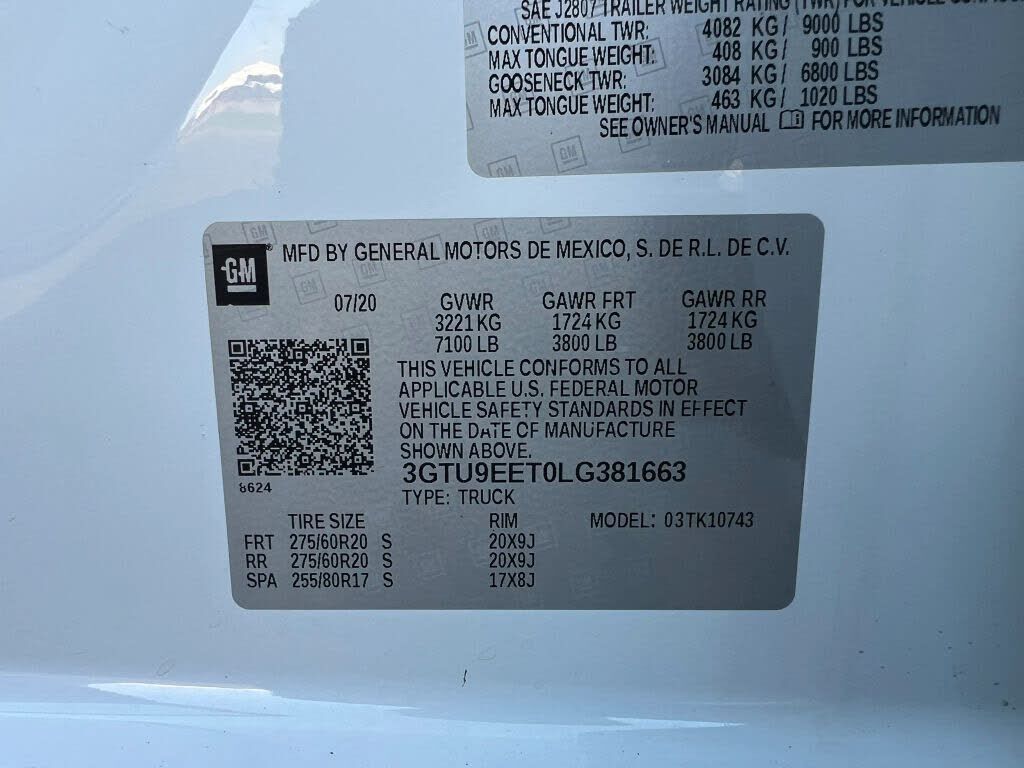 SAE J2807 TRAILER WEIGHT RATING (TWR) FOR VEHICLE
CONVENTIONAL TWR: 4082 KG/ 9000 LBS
MAX TONGUE WEIGHT: 408 KG/ 900 LBS
GOOSENECK TWR: 3084 KG/ 6800 LBS
MAX TONGUE WEIGHT: 463 KG/ 1020 LBS
SEE OWNER'S MANUAL FOR MORE INFORMATION
GM® MFD BY GENERAL MOTORS DE MEXICO, S. DE R.L. DE C.V.
07/20 GVWR GAWR FRT GAWR RR
3221 KG 1724 KG 1724 KG
7100 LB 3800 LB 3800 LB
THIS VEHICLE CONFORMS TO ALL
APPLICABLE U.S. FEDERAL MOTOR
VEHICLE SAFETY STANDARDS IN EFFECT
ON THE DATE OF MANUFACTURE
SHOWN ABOVE.
3GTU9EET0LG381663
8624
TYPE: TRUCK
TIRE SIZE RIM MODEL: 03TK10743
FRT 275/60R20 S 20X9J
RR 275/60R20 S 20X9J
SPA 255/80R17 S 17X8J